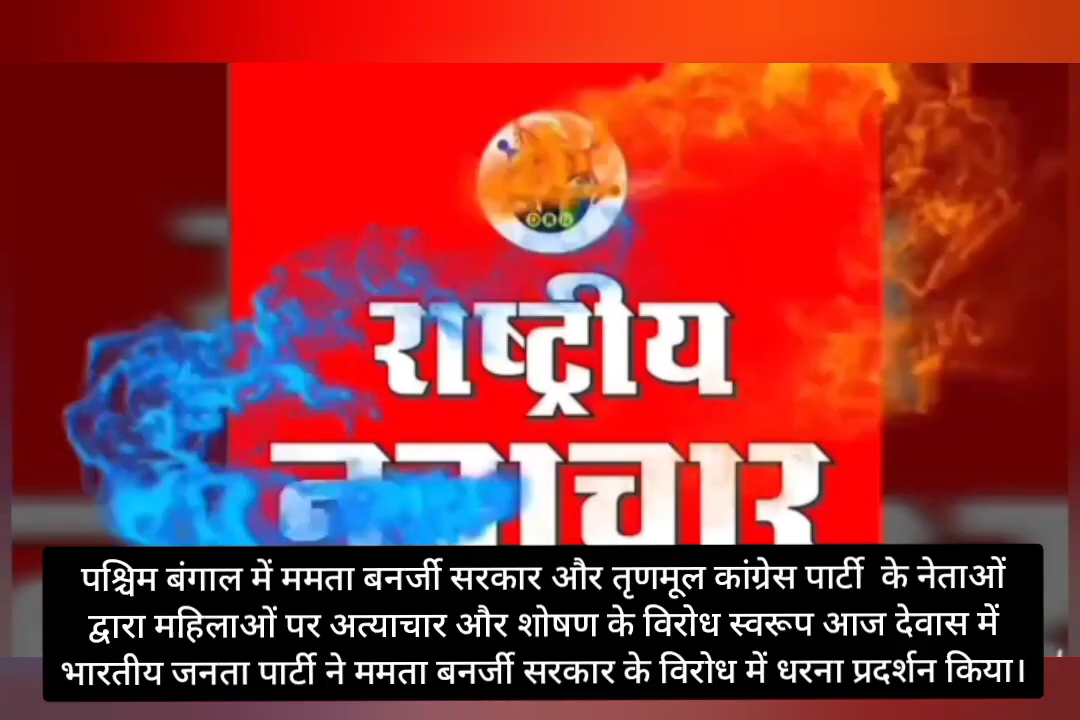 राष्ट्रीय
समाचार
पश्चिम बंगाल में ममता बनर्जी सरकार और तृणमूल कांग्रेस पार्टी के नेताओं
द्वारा महिलाओं पर अत्याचार और शोषण के विरोध स्वरूप आज देवास में
भारतीय जनता पार्टी ने ममता बनर्जी सरकार के विरोध में धरना प्रदर्शन किया।